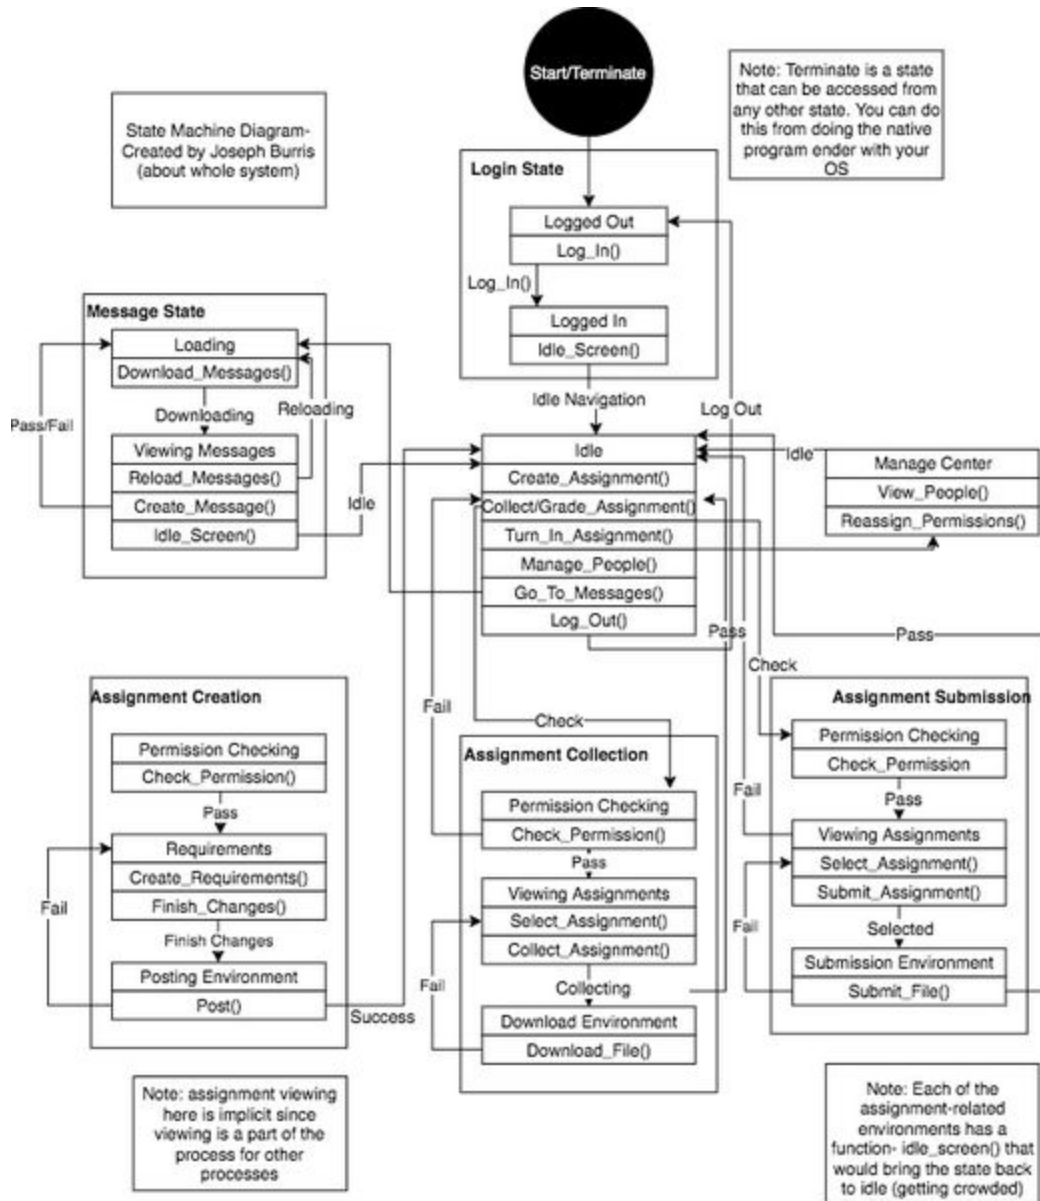 Start/Terminate
Note: Terminate is a state
that can be accessed from
any other state. You can do
this from doing the native
program ender with your
OS
State Machine Diagram-
Created by Joseph Burris
(about whole system)
Login State
Logged Out
Log_In()
Log_In()
Logged In
Idle_Screen()
Idle Navigation
Log Out
Message State
Loading
Download_Messages()
Downloading
Reloading
Pass/Fail
Viewing Messages
Reload_Messages()
Create_Message()
Idle_Screen()
Idle
Idle
Create_Assignment()
Collect/Grade_Assignment()
Turn_In_Assignment()
Manage_People()
Go_To_Messages()
Log_Out()
Idle
Manage Center
View_People()
Reassign_Permissions()
Pass
Pass
Check
Assignment Creation
Permission Checking
Check_Permission()
Pass
Requirements
Create_Requirements()
Finish_Changes()
Fail
Finish Changes
Posting Environment
Post()
Success
Fail
Check
Assignment Collection
Permission Checking
Check_Permission()
Pass
Viewing Assignments
Select_Assignment()
Collect_Assignment()
Collecting
Fail
Download Environment
Download_File()
Assignment Submission
Permission Checking
Check_Permission
Pass
Fail
Viewing Assignments
Select_Assignment()
Submit_Assignment()
Selected
Fail
Submission Environment
Submit_File()
Note: assignment viewing
here is implicit since
viewing is a part of the
process for other
processes
Note: Each of the
assignment-related
environments has a
function- idle_screen() that
would bring the state back
to idle (getting crowded)